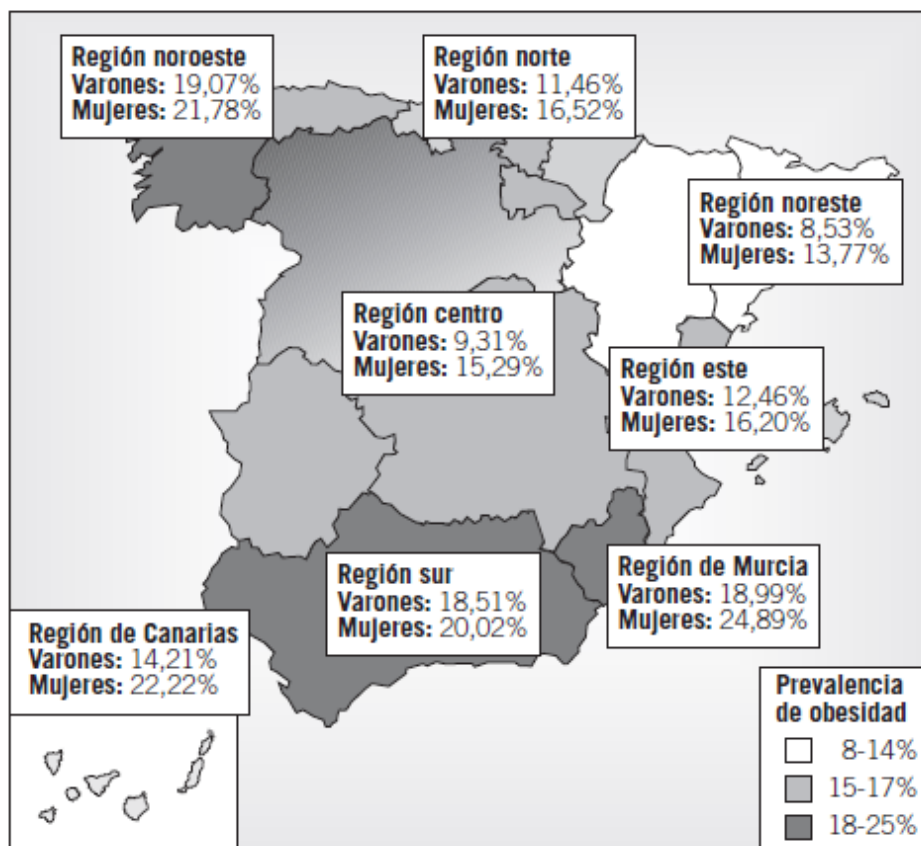 Región noroeste
Varones: 19,07%
Mujeres: 21,78%
Región norte
Varones: 11,46%
Mujeres: 16,52%
Región noreste
Varones: 8,53%
Mujeres: 13,77%
Región centro
Varones: 9,31%
Mujeres: 15,29%
Región este
Varones: 12,46%
Mujeres: 16,20%
Región sur
Varones: 18,51%
Mujeres: 20,02%
Región de Murcia
Varones: 18,99%
Mujeres: 24,89%
Región de Canarias
Varones: 14,21%
Mujeres: 22,22%
Prevalencia
de obesidad
8-14%
15-17%
18-25%